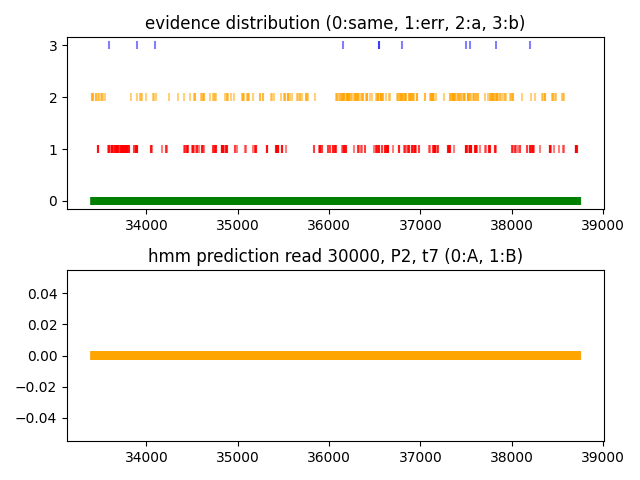 evidence distribution (0:same, 1:err, 2:a, 3:b)
3
2
1
0
34000 35000 36000 37000 38000 39000
hmm prediction read 30000, P2, t7 (0:A, 1:B)
0.04
0.02
0.00
−0.02
−0.04
34000 35000 36000 37000 38000 39000